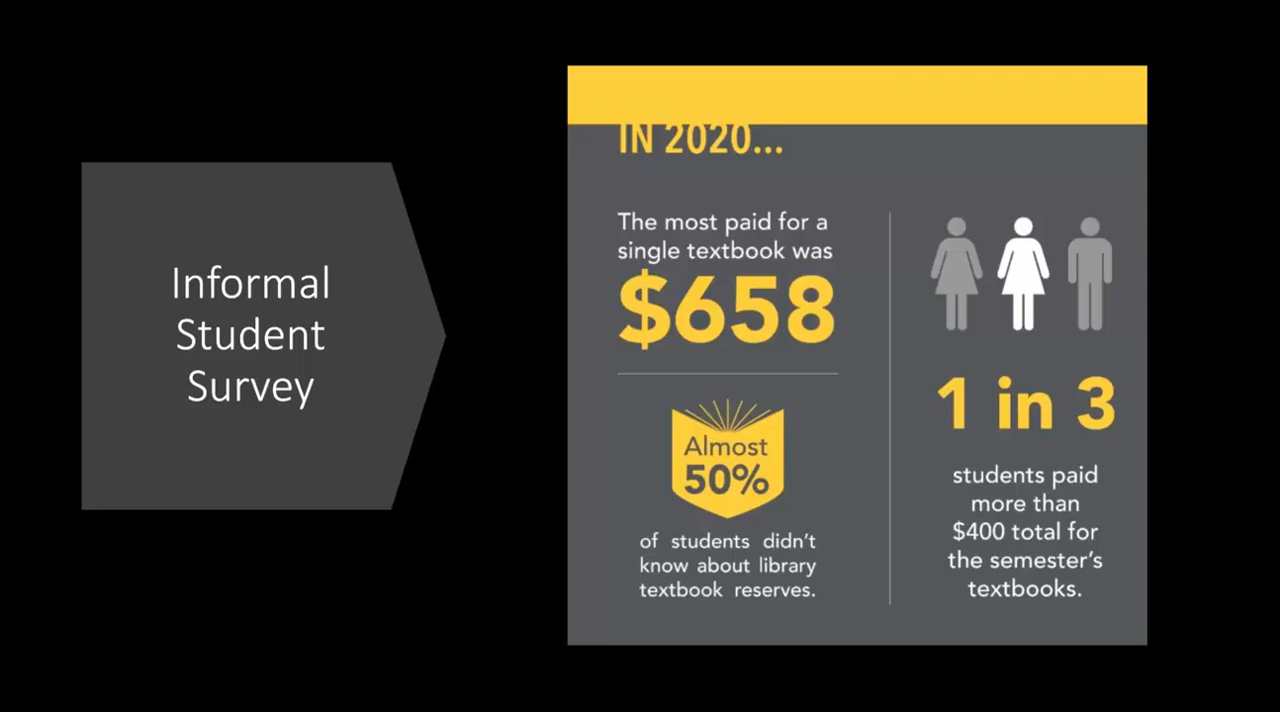 Informal
Student
Survey
IN 2020...
The most paid for a
single textbook was
$658
Almost
50%
of students didn't
know about library
textbook reserves.
1 in 3
students paid
more than
$400 total for
the semester's
textbooks.